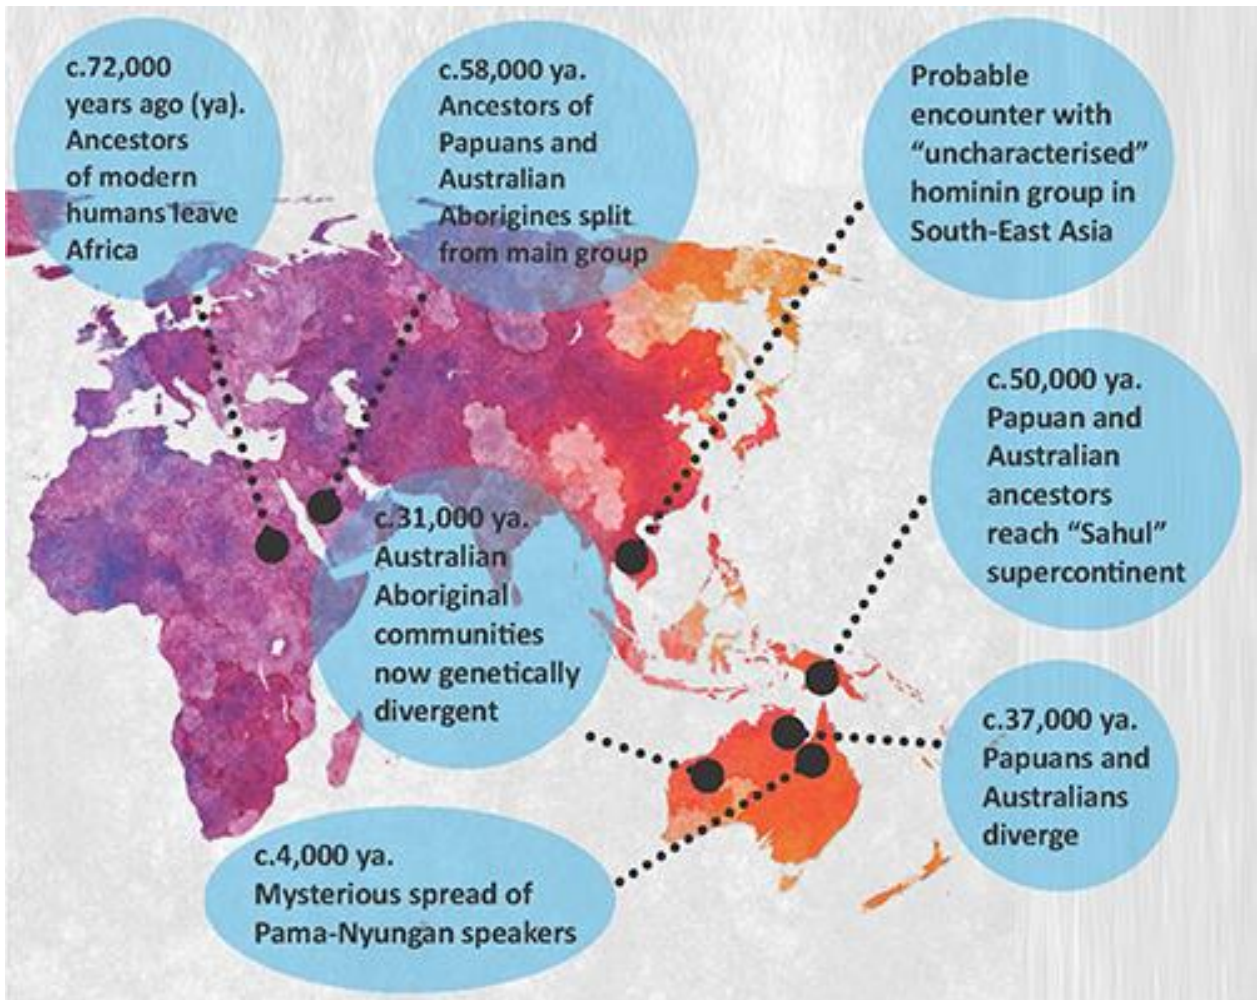 c.72,000
years ago (ya).
Ancestors
of modern
humans leave
Africa
c.58,000 ya.
Ancestors of
Papuans and
Australian
Aborigines split
from main group
Probable
encounter with
“uncharacterised”
hominin group in
South-East Asia
c.50,000 ya.
Papuan and
Australian
ancestors
reach “Sahul”
supercontinent
c.31,000 ya.
Australian
Aboriginal
communities
now genetically
divergent
c.37,000 ya.
Papuans and
Australians
diverge
c.4,000 ya.
Mysterious spread of
Pama-Nyungan speakers